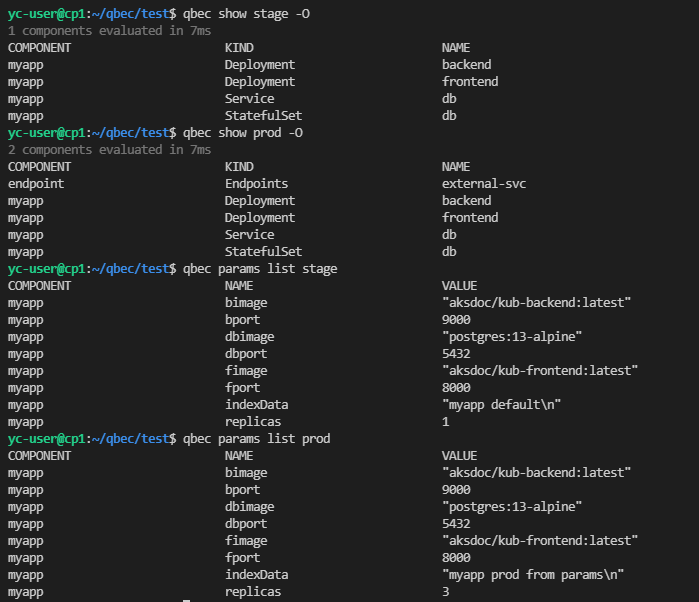 yc-user@cp1:~/qbec/test$ qbec show stage -O
1 components evaluated in 7ms
COMPONENT KIND NAME
myapp Deployment backend
myapp Deployment frontend
myapp Service db
myapp StatefulSet db
yc-user@cp1:~/qbec/test$ qbec show prod -O
2 components evaluated in 7ms
COMPONENT KIND NAME
endpoint Endpoints external-svc
myapp Deployment backend
myapp Deployment frontend
myapp Service db
myapp StatefulSet db
yc-user@cp1:~/qbec/test$ qbec params list stage
COMPONENT NAME VALUE
myapp bimage "aksdoc/kub-backend:latest"
myapp bport 9000
myapp dbimage "postgres:13-alpine"
myapp dbport 5432
myapp fimage "aksdoc/kub-frontend:latest"
myapp fport 8000
myapp indexData "myapp default\n"
myapp replicas 1
yc-user@cp1:~/qbec/test$ qbec params list prod
COMPONENT NAME VALUE
myapp bimage "aksdoc/kub-backend:latest"
myapp bport 9000
myapp dbimage "postgres:13-alpine"
myapp dbport 5432
myapp fimage "aksdoc/kub-frontend:latest"
myapp fport 8000
myapp indexData "myapp prod from params\n"
myapp replicas 3